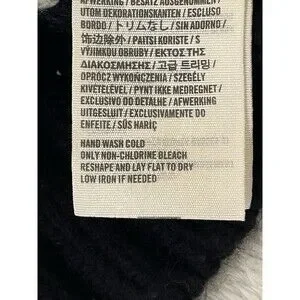 AFWERKING / BESATZ AUSGENOMMEN /
UTOM DEKORATIONSKANTEN / ESCLUSO
BORDO / トリムなし / SIN ADORNO /
饰边除外 / PAITSI KORISTE / S
VÝJIMKOU OBRUBY / ΕΚΤΟΣ ΤΗΣ
ΔΙΑΚΟΣΜΗΣΗΣ / 고급 트리밍 /
OPRÓCZ WYKOŃCZENIA / SZEGÉLY
KIVÉTELÉVEL / PYNT IKKE MEDREGNET /
EXCLUSIVO DO DETALHE / AFWERKING
UITGESLUIT / EXCLUSIVAMENTE DO
ENFEITE / SÜS HARİÇ
HAND WASH COLD
ONLY NON-CHLORINE BLEACH
RESHAPE AND LAY FLAT TO DRY
LOW IRON IF NEEDED